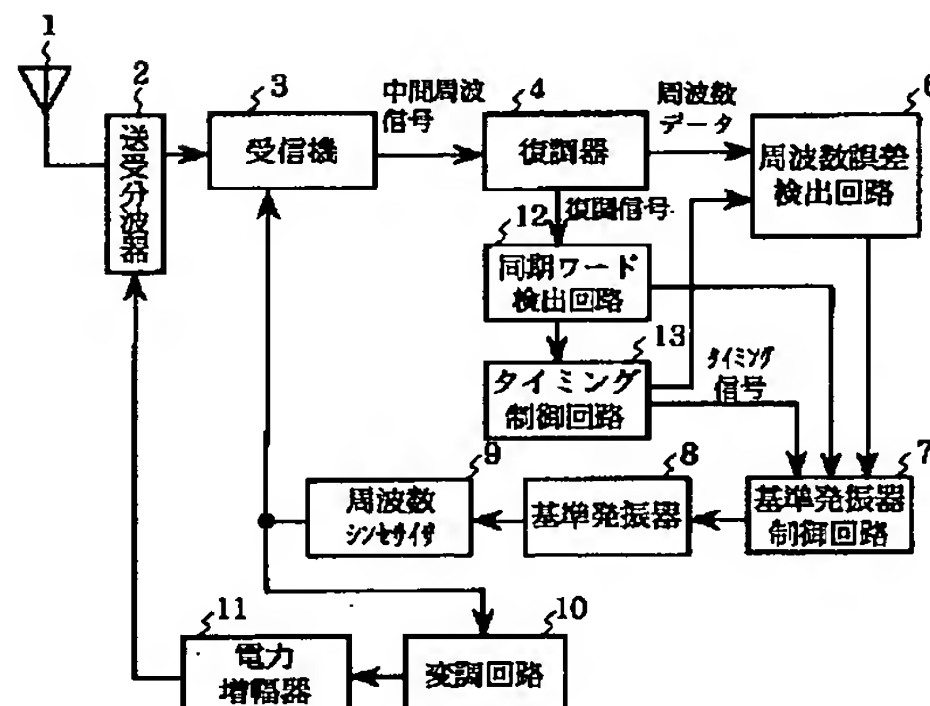 1
2
送受分波器
3
受信機
中間周波
信号
4
復調器
周波数
データ
6
周波数誤差
検出回路
復調信号
12
同期ワード
検出回路
13
タイミング
制御回路
タイミング
信号
9
周波数
シンセサイザ
8
基準発振器
7
基準発振器
制御回路
11
電力
増幅器
10
変調回路